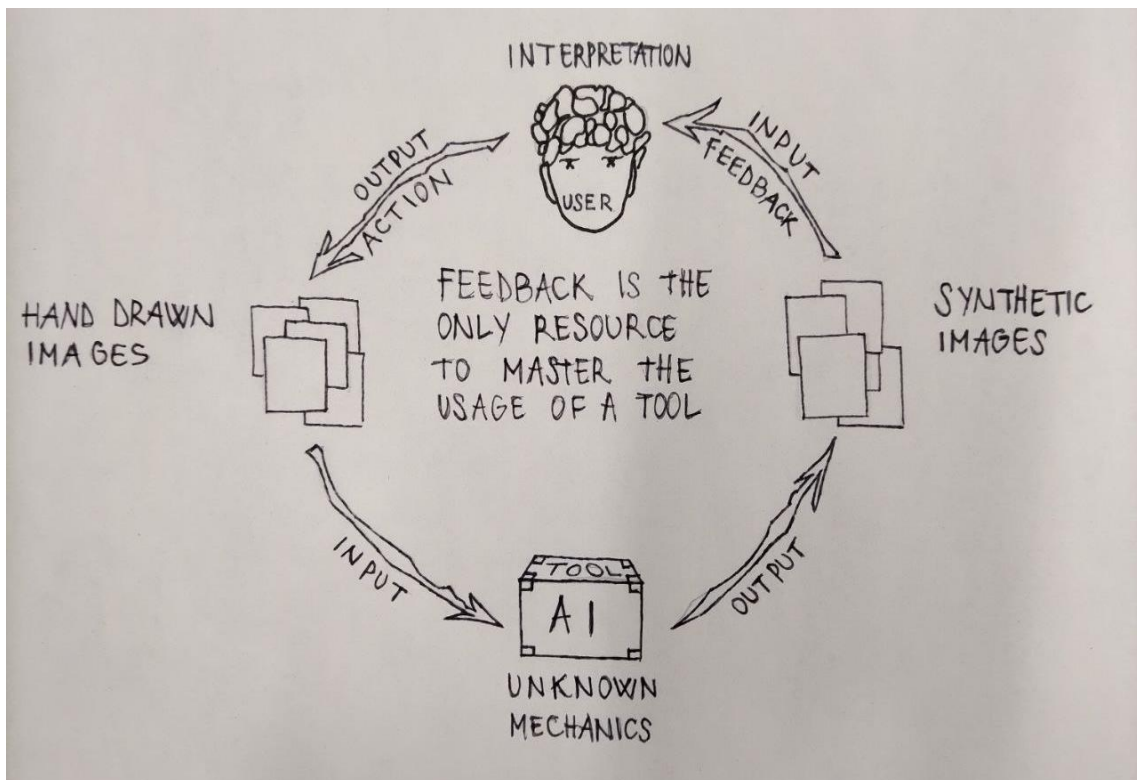 INTERPRETATION
OUTPUT
ACTION
INPUT
FEEDBACK
USER
HAND DRAWN
IMAGES
FEEDBACK IS THE
ONLY RESOURCE
TO MASTER THE
USAGE OF A TOOL
SYNTHETIC
IMAGES
INPUT
TOOL
AI
OUTPUT
UNKNOWN
MECHANICS